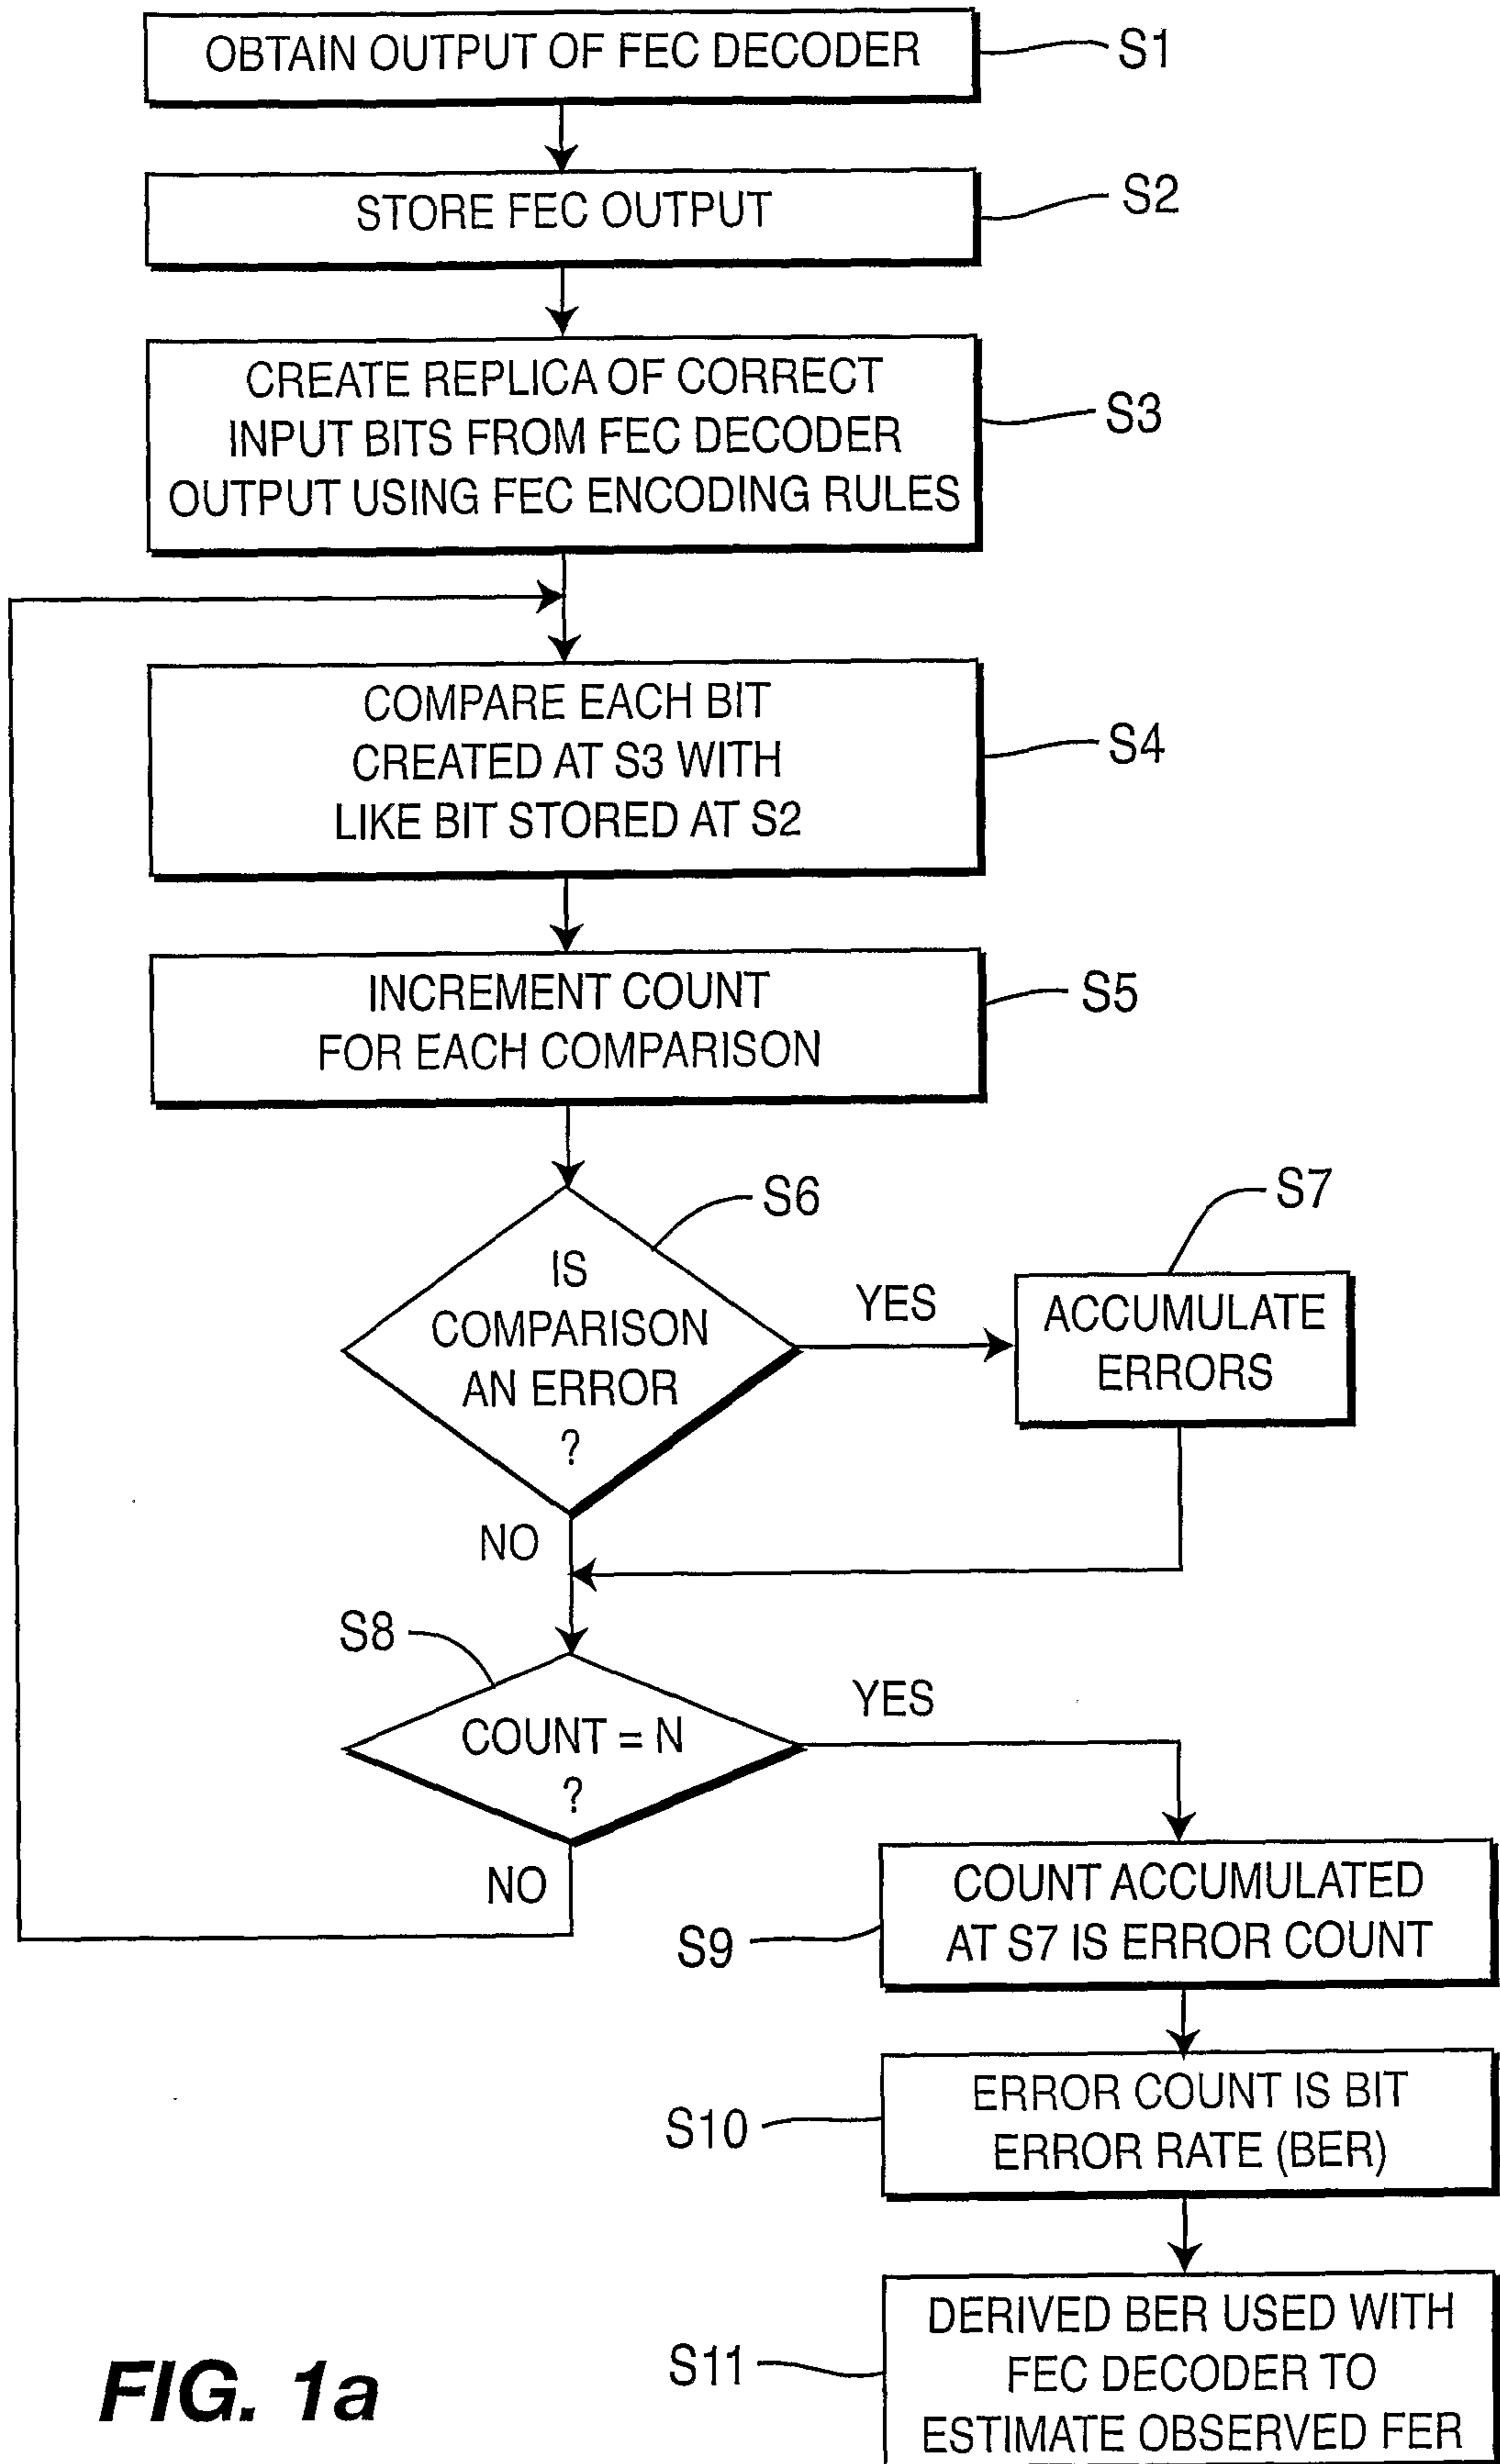 OBTAIN OUTPUT OF FEC DECODER
S1
STORE FEC OUTPUT
S2
CREATE REPLICA OF CORRECT
INPUT BITS FROM FEC DECODER
OUTPUT USING FEC ENCODING RULES
S3
COMPARE EACH BIT
CREATED AT S3 WITH
LIKE BIT STORED AT S2
S4
INCREMENT COUNT
FOR EACH COMPARISON
S5
IS
COMPARISON
AN ERROR
?
S6
YES
NO
ACCUMULATE
ERRORS
S7
S8
COUNT = N
?
YES
NO
COUNT ACCUMULATED
AT S7 IS ERROR COUNT
S9
ERROR COUNT IS BIT
ERROR RATE (BER)
S10
DERIVED BER USED WITH
FEC DECODER TO
ESTIMATE OBSERVED FER
S11
FIG. 1a